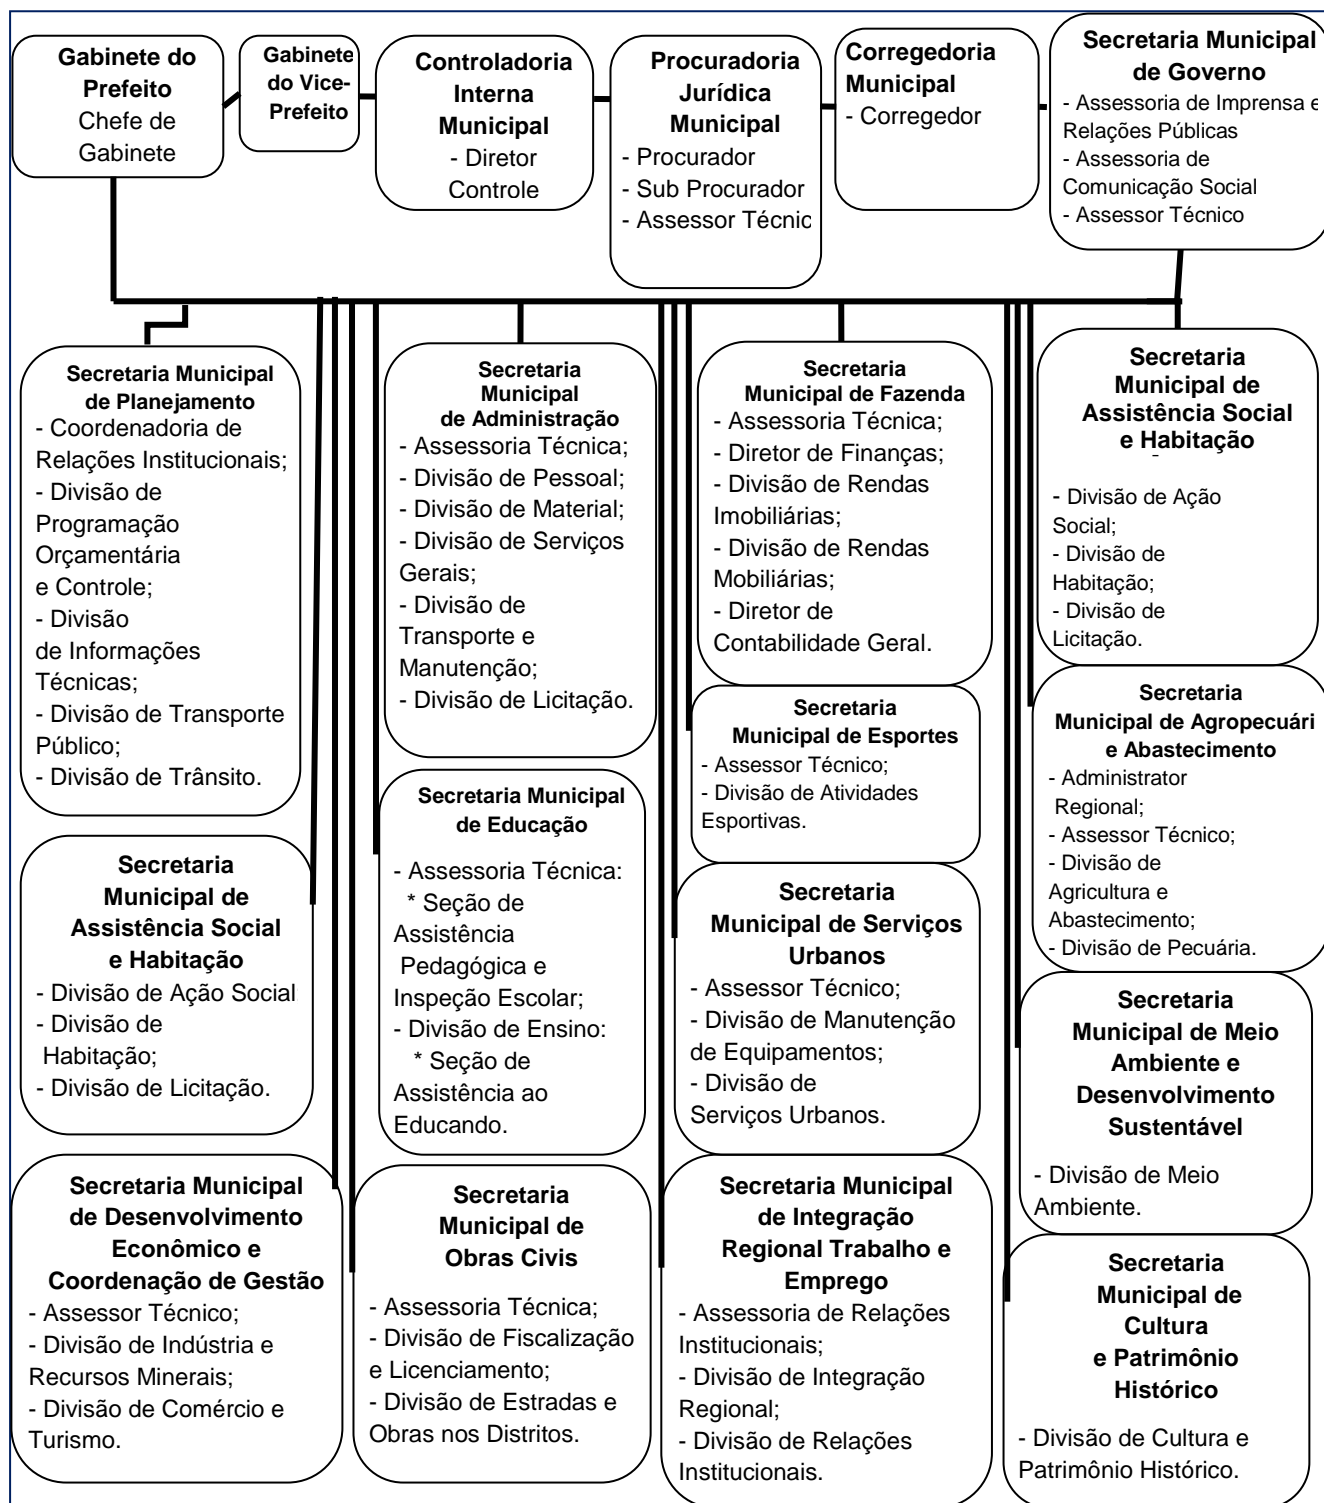 Gabinete do
Prefeito
Chefe de
Gabinete
Gabinete
do Vice-
Prefeito
Controladoria
Interna
Municipal
- Diretor
Controle
Procuradoria
Jurídica
Municipal
- Procurador
- Sub Procurador
- Assessor Técnic
Corregedoria
Municipal
- Corregedor
Secretaria Municipal
de Governo
- Assessoria de Imprensa e
Relações Públicas
- Assessoria de
Comunicação Social
- Assessor Técnico
Secretaria Municipal
de Planejamento
- Coordenadoria de
Relações Institucionais;
- Divisão de
Programação
Orçamentária
e Controle;
- Divisão
de Informações
Técnicas;
- Divisão de Transporte
Público;
- Divisão de Trânsito.
Secretaria
Municipal
de Administração
- Assessoria Técnica;
- Divisão de Pessoal;
- Divisão de Material;
- Divisão de Serviços
Gerais;
- Divisão de
Transporte e
Manutenção;
- Divisão de Licitação.
Secretaria
Municipal de Fazenda
- Assessoria Técnica;
- Diretor de Finanças;
- Divisão de Rendas
Imobiliárias;
- Divisão de Rendas
Mobiliárias;
- Diretor de
Contabilidade Geral.
Secretaria
Municipal de
Assistência Social
e Habitação
- Divisão de Ação
Social;
- Divisão de
Habitação;
- Divisão de
Licitação.
Secretaria
Municipal de Esportes
- Assessor Técnico;
- Divisão de Atividades
Esportivas.
Secretaria
Municipal de Agropecuári
e Abastecimento
- Administrator
Regional;
- Assessor Técnico;
- Divisão de
Agricultura e
Abastecimento;
- Divisão de Pecuária.
Secretaria
Municipal de
Assistência Social
e Habitação
- Divisão de Ação Social
- Divisão de
Habitação;
- Divisão de Licitação.
Secretaria Municipal
de Educação
- Assessoria Técnica:
* Seção de
Assistência
Pedagógica e
Inspeção Escolar;
- Divisão de Ensino:
* Seção de
Assistência ao
Educando.
Secretaria
Municipal de Serviços
Urbanos
- Assessor Técnico;
- Divisão de Manutenção
de Equipamentos;
- Divisão de
Serviços Urbanos.
Secretaria
Municipal de Meio
Ambiente e
Desenvolvimento
Sustentável
- Divisão de Meio
Ambiente.
Secretaria Municipal
de Desenvolvimento
Econômico e
Coordenação de Gestão
- Assessor Técnico;
- Divisão de Indústria e
Recursos Minerais;
- Divisão de Comércio e
Turismo.
Secretaria
Municipal de
Obras Civis
- Assessoria Técnica;
- Divisão de Fiscalização
e Licenciamento;
- Divisão de Estradas e
Obras nos Distritos.
Secretaria Municipal
de Integração
Regional Trabalho e
Emprego
- Assessoria de Relações
Institucionais;
- Divisão de Integração
Regional;
- Divisão de Relações
Institucionais.
Secretaria
Municipal de
Cultura
e Patrimônio
Histórico
- Divisão de Cultura e
Patrimônio Histórico.